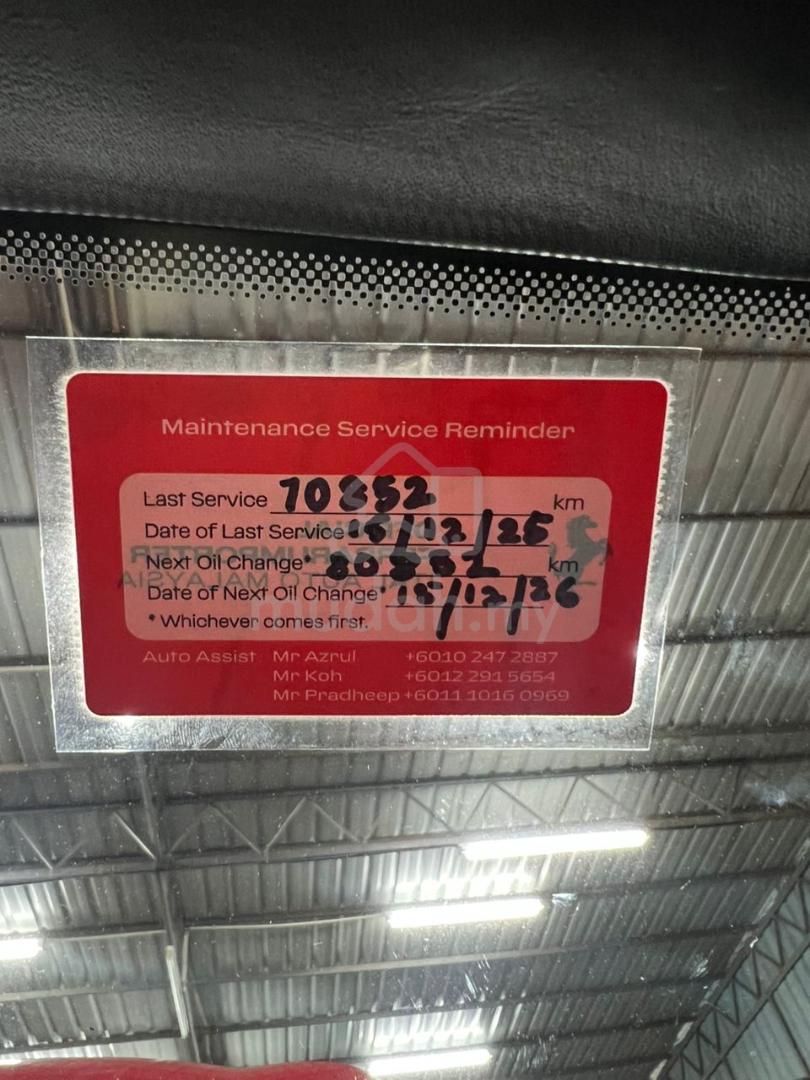 Maintenance Service Reminder
Last Service 10852 km
Date of Last Service 15/12/25
Next Oil Change* km
Date of Next Oil Change* 15/12/26
* Whichever comes first.
Auto Assist Mr Azrul +6010 247 2887
Mr Koh +6012 291 5654
Mr Pradheep +6011 1016 0969
mudah.my